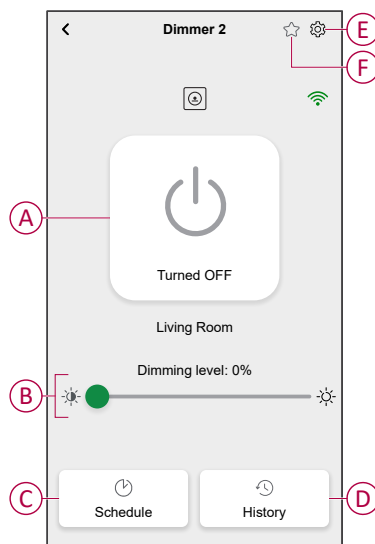 Dimmer 2
E
F
A
Turned OFF
Living Room
Dimming level: 0%
B
C
Schedule
History
D